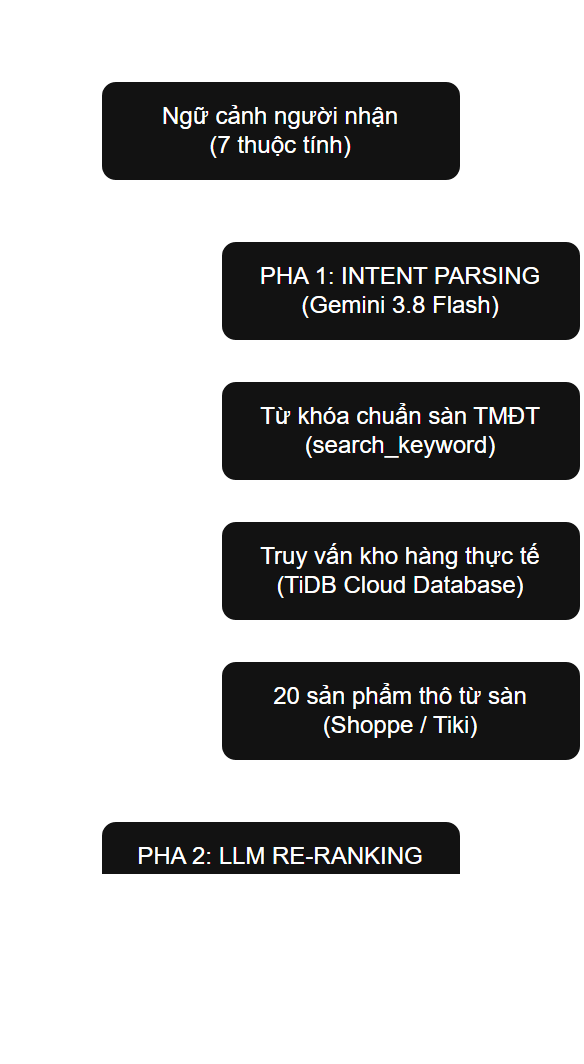 Ngữ cảnh người nhận
(7 thuộc tính)
PHA 1: INTENT PARSING
(Gemini 3.8 Flash)
Từ khóa chuẩn sàn TMĐT
(search_keyword)
Truy vấn kho hàng thực tế
(TiDB Cloud Database)
20 sản phẩm thô từ sàn
(Shoppe / Tiki)
PHA 2: LLM RE-RANKING